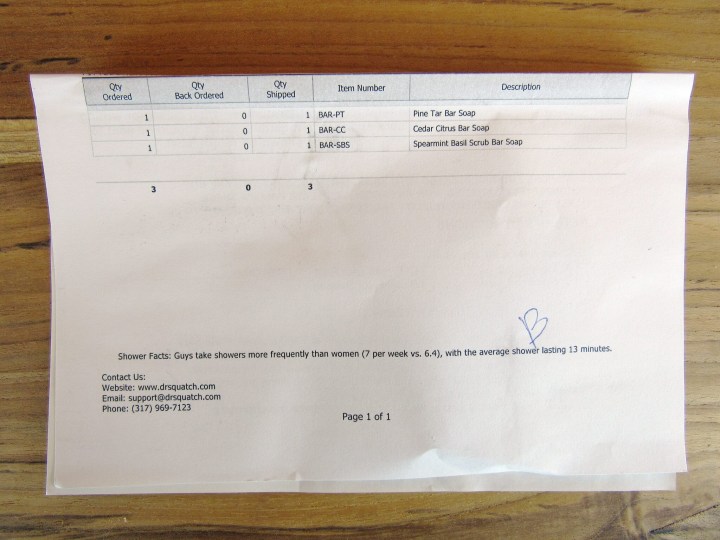 Qty Ordered Qty Back Ordered Qty Shipped Item Number Description
1 0 1 BAR-PT Pine Tar Bar Soap
1 0 1 BAR-CC Cedar Citrus Bar Soap
1 0 1 BAR-SBS Spearmint Basil Scrub Bar Soap
3 0 3
B
Shower Facts: Guys take showers more frequently than women (7 per week vs. 6.4), with the average shower lasting 13 minutes.
Contact Us:
Website: www.drsquatch.com
Email: support@drsquatch.com
Phone: (317) 969-7123
Page 1 of 1